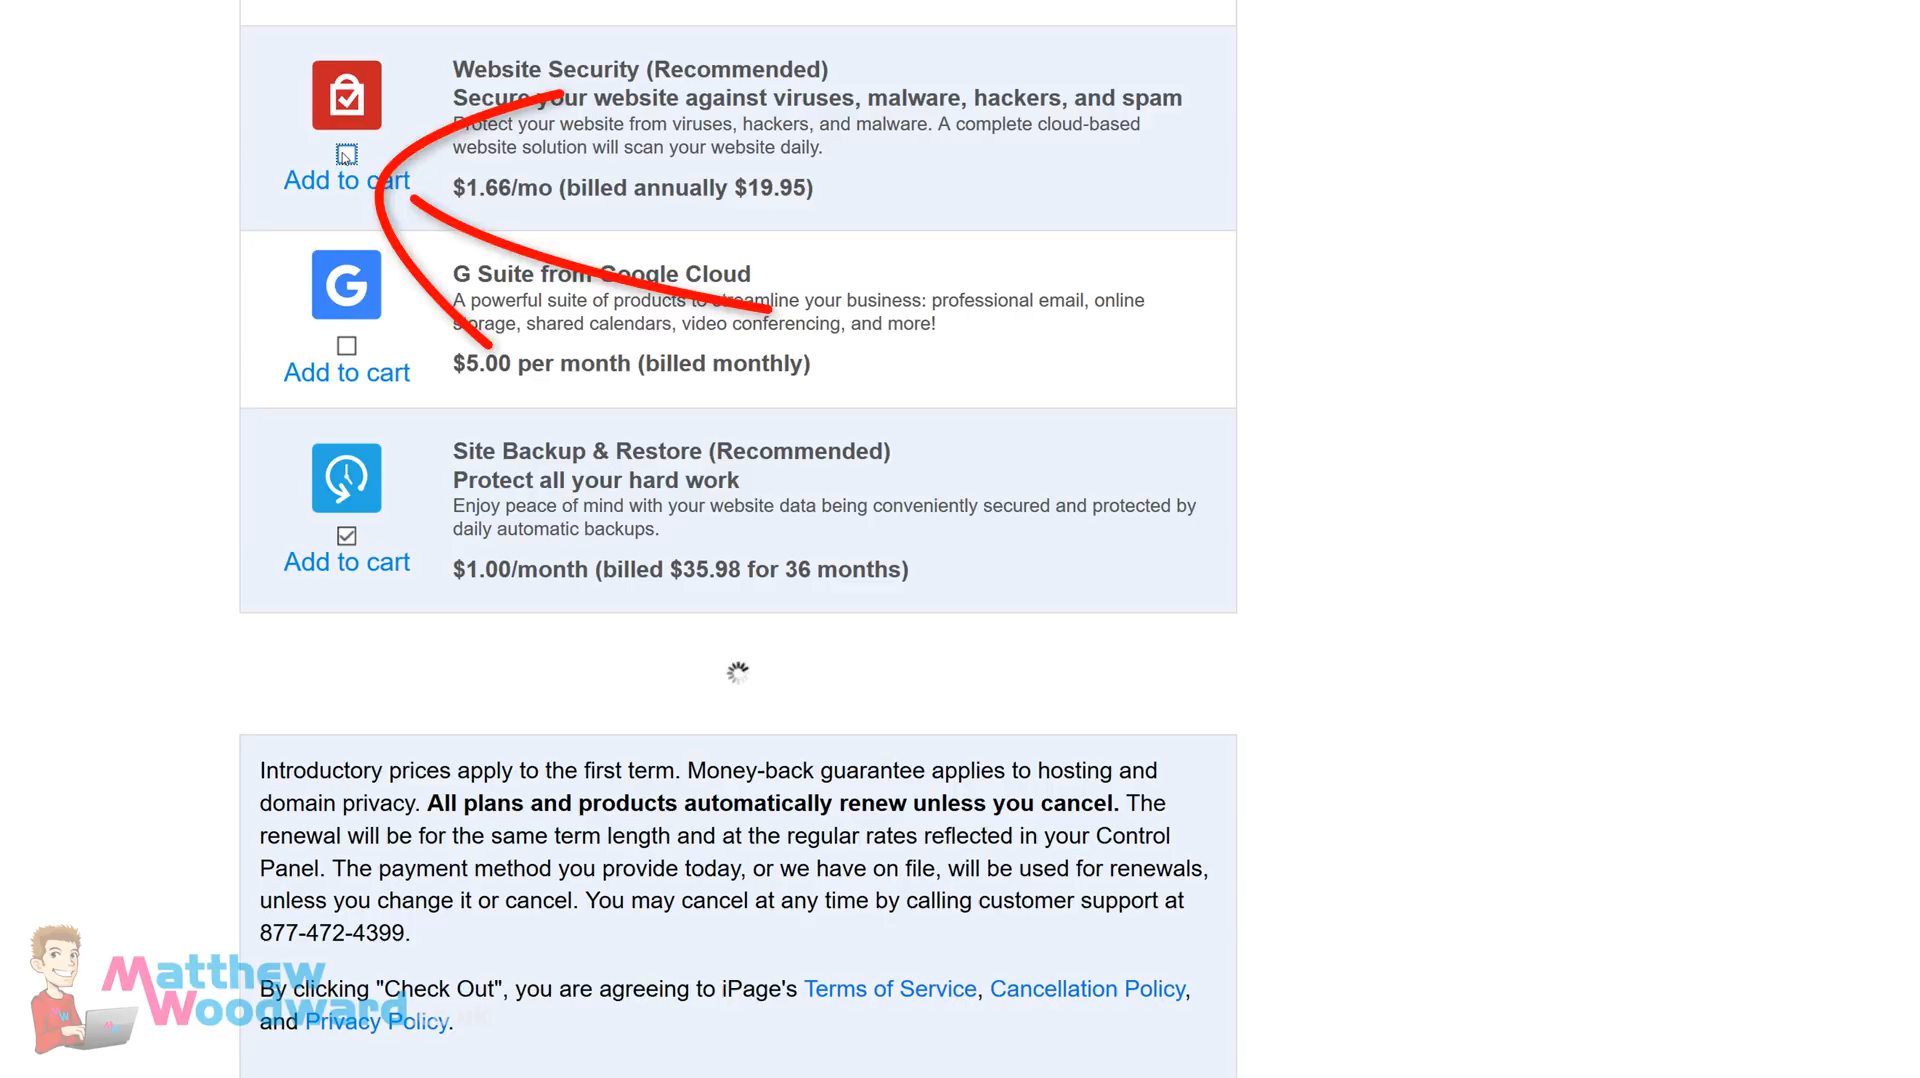 Website Security (Recommended)
Secure your website against viruses, malware, hackers, and spam
Protect your website from viruses, hackers, and malware. A complete cloud-based
website solution will scan your website daily.
Add to cart
$1.66/mo (billed annually $19.95)
G
G Suite from Google Cloud
A powerful suite of products to streamline your business: professional email, online
storage, shared calendars, video conferencing, and more!
Add to cart
$5.00 per month (billed monthly)
Site Backup & Restore (Recommended)
Protect all your hard work
Enjoy peace of mind with your website data being conveniently secured and protected by
daily automatic backups.
Add to cart
$1.00/month (billed $35.98 for 36 months)
Introductory prices apply to the first term. Money-back guarantee applies to hosting and
domain privacy. All plans and products automatically renew unless you cancel. The
renewal will be for the same term length and at the regular rates reflected in your Control
Panel. The payment method you provide today, or we have on file, will be used for renewals,
unless you change it or cancel. You may cancel at any time by calling customer support at
877-472-4399.
By clicking "Check Out", you are agreeing to iPage's Terms of Service, Cancellation Policy,
and Privacy Policy.
Matthew
Woodward